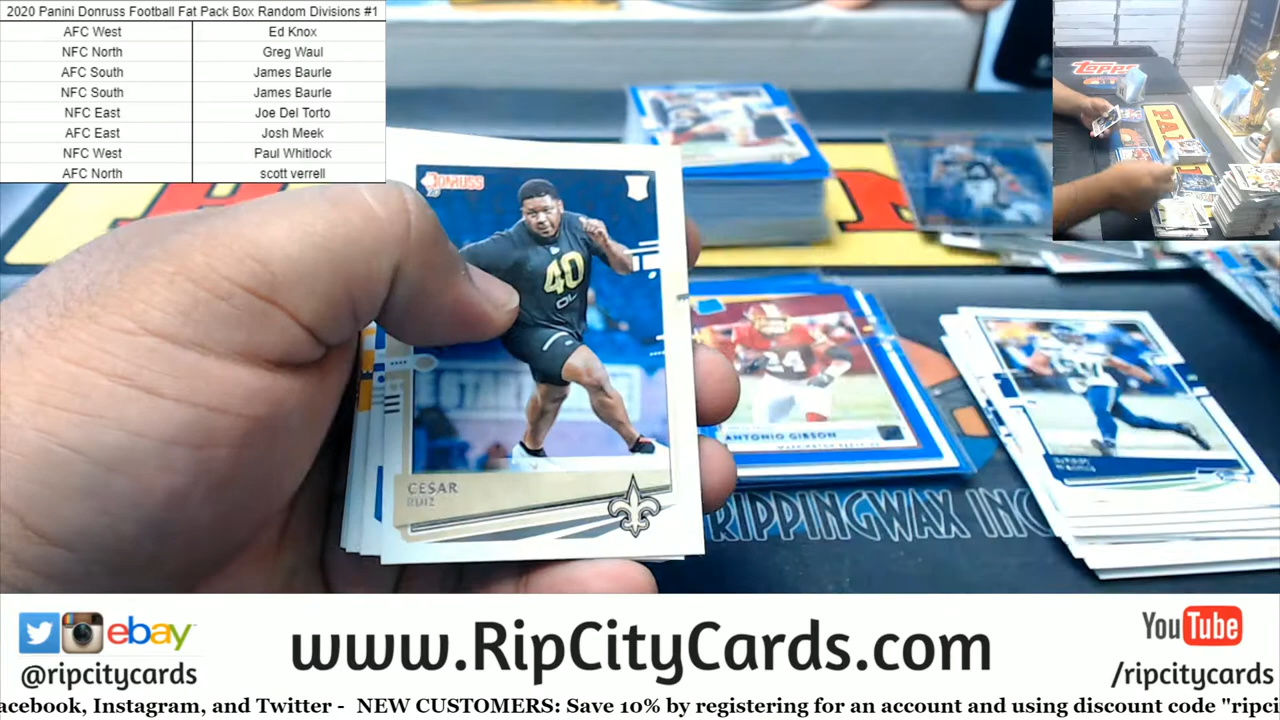 2020 Panini Donruss Football Fat Pack Box Random Divisions #1
AFC West Ed Knox
NFC North Greg Waul
AFC South James Baurle
NFC South James Baurle
NFC East Joe Del Torto
AFC East Josh Meek
NFC West Paul Whitlock
AFC North scott verrell
Topps
DONRUSS
40
OL
CESAR
RUIZ
24
ANTONIO GIBSON
RIPPINGWAX INC
ebay
@ripcitycards
www.RipCityCards.com
YouTube
/ripcitycards
acebook, Instagram, and Twitter - NEW CUSTOMERS: Save 10% by registering for an account and using discount code "ripci